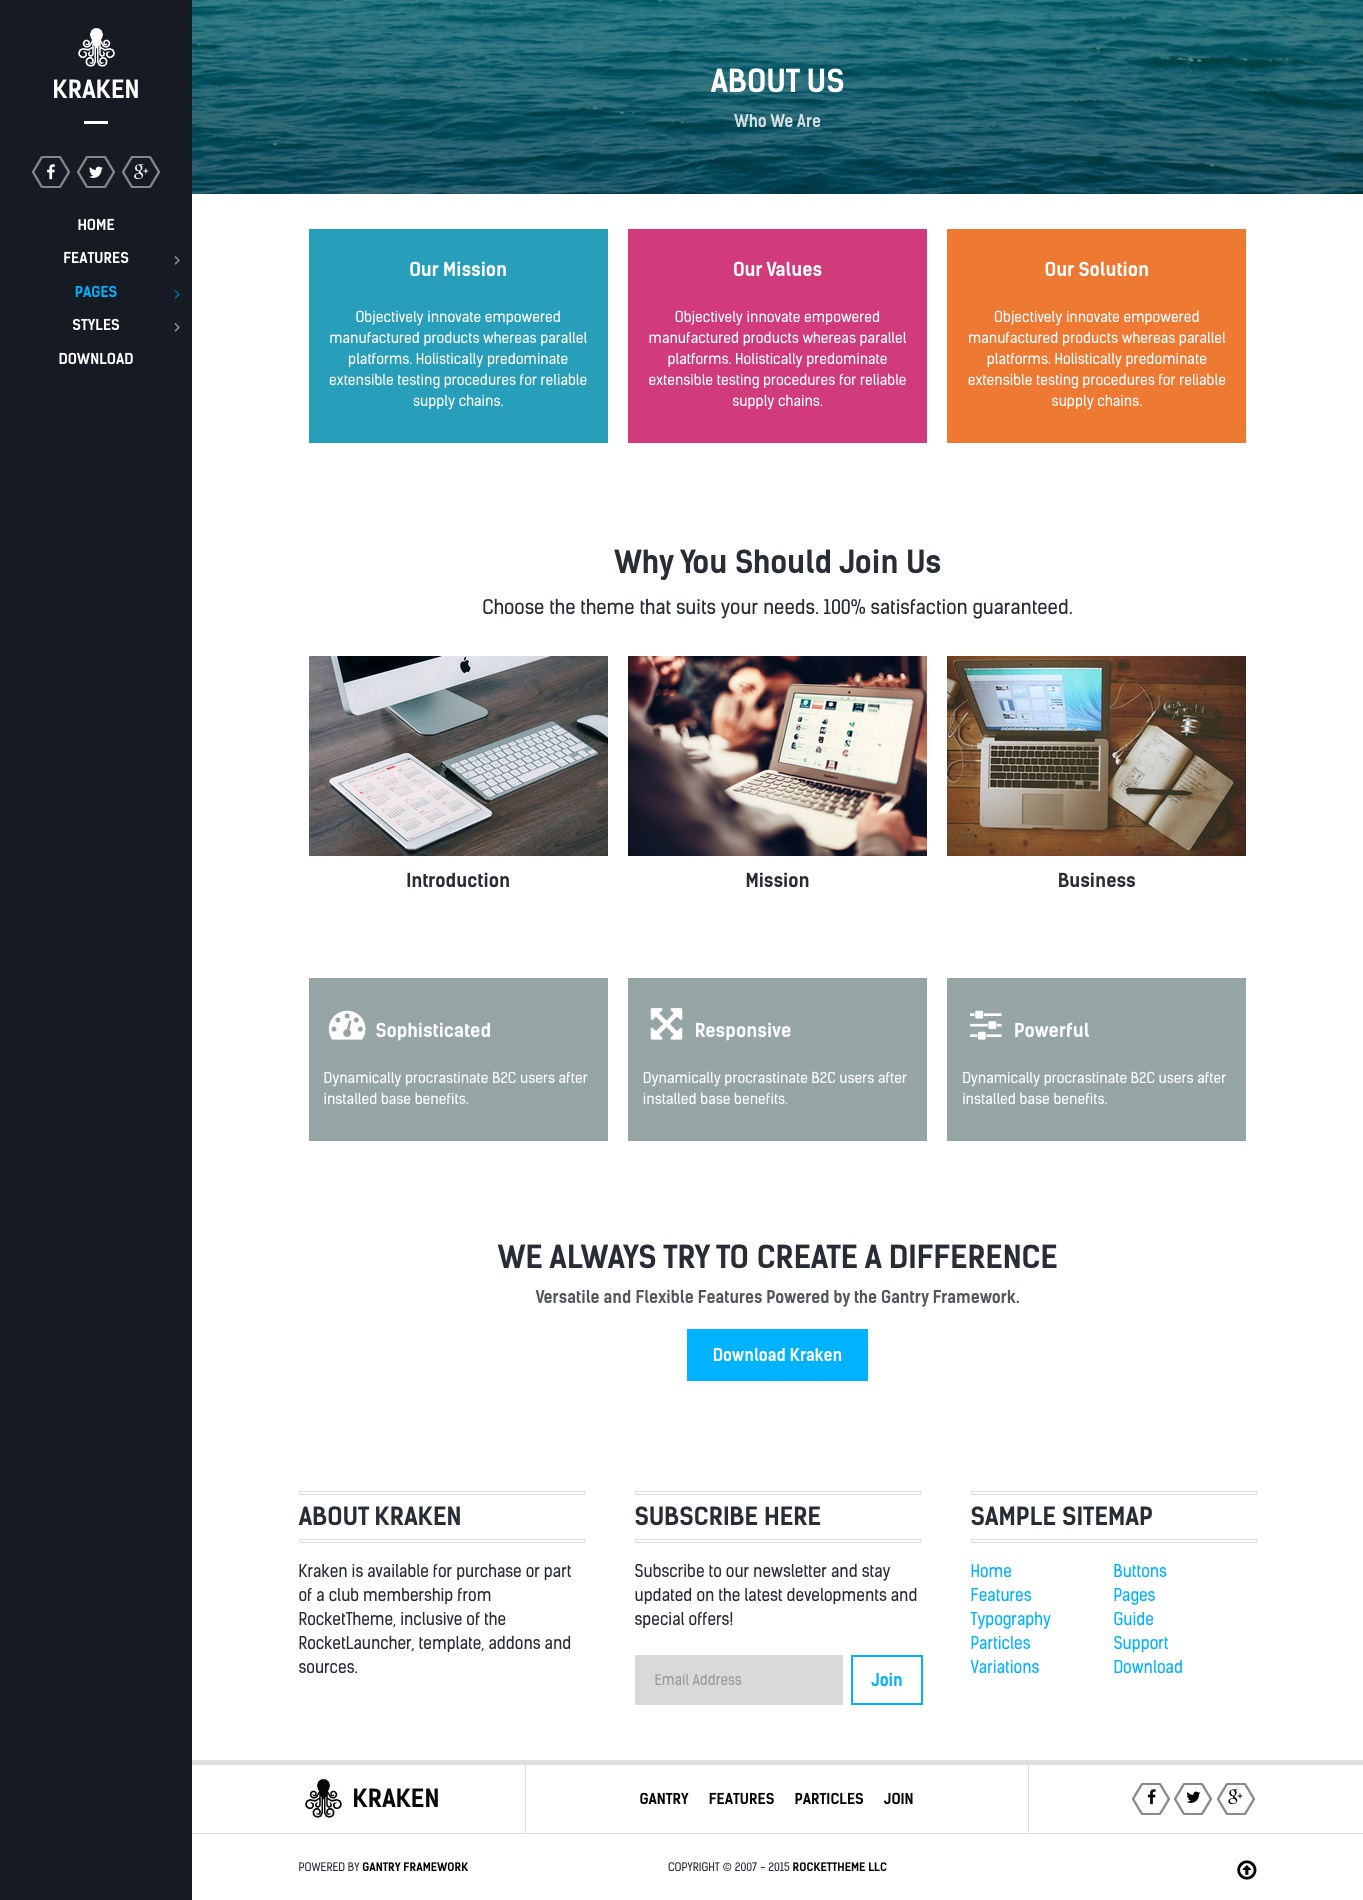 KRAKEN
HOME
FEATURES
PAGES
STYLES
DOWNLOAD
ABOUT US
Who We Are
Our Mission
Objectively innovate empowered
manufactured products whereas parallel
platforms. Holistically predominate
extensible testing procedures for reliable
supply chains.
Our Values
Objectively innovate empowered
manufactured products whereas parallel
platforms. Holistically predominate
extensible testing procedures for reliable
supply chains.
Our Solution
Objectively innovate empowered
manufactured products whereas parallel
platforms. Holistically predominate
extensible testing procedures for reliable
supply chains.
Why You Should Join Us
Choose the theme that suits your needs. 100% satisfaction guaranteed.
Introduction
Mission
Business
Sophisticated
Dynamically procrastinate B2C users after
installed base benefits.
Responsive
Dynamically procrastinate B2C users after
installed base benefits.
Powerful
Dynamically procrastinate B2C users after
installed base benefits.
WE ALWAYS TRY TO CREATE A DIFFERENCE
Versatile and Flexible Features Powered by the Gantry Framework.
Download Kraken
ABOUT KRAKEN
Kraken is available for purchase or part
of a club membership from
RocketTheme, inclusive of the
RocketLauncher, template, addons and
sources.
SUBSCRIBE HERE
Subscribe to our newsletter and stay
updated on the latest developments and
special offers!
Email Address
Join
SAMPLE SITEMAP
Home
Features
Typography
Particles
Variations
Buttons
Pages
Guide
Support
Download
KRAKEN
GANTRY FEATURES PARTICLES JOIN
POWERED BY GANTRY FRAMEWORK
COPYRIGHT © 2007 - 2015 ROCKETTHEME LLC